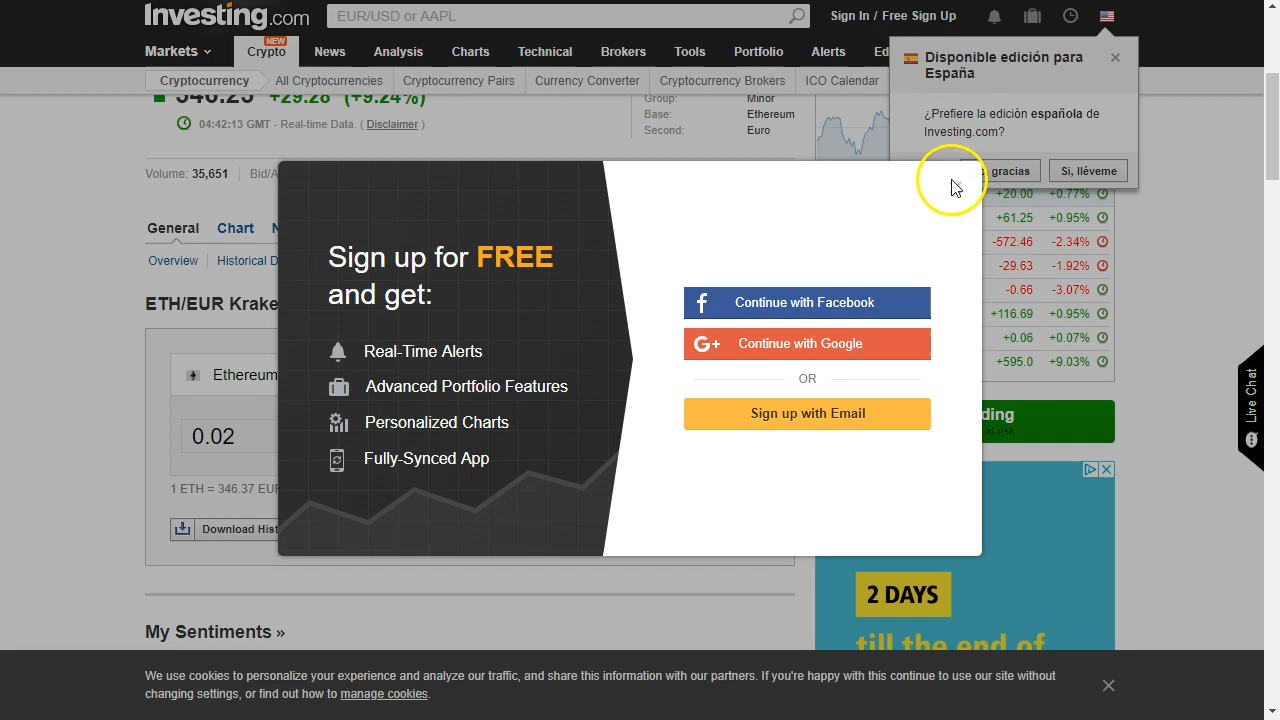 Investing.com
EUR/USD or AAPL
Sign In / Free Sign Up
Markets
NEW
Crypto
News
Analysis
Charts
Technical
Brokers
Tools
Portfolio
Alerts
Ed
Cryptocurrency
All Cryptocurrencies
Cryptocurrency Pairs
Currency Converter
Cryptocurrency Brokers
ICO Calendar
Disponible edición para
España
¿Prefiere la edición española de
Investing.com?
gracias
Si, lléveme
+29.28 (+9.24%)
04:42:13 GMT - Real-time Data. ( Disclaimer )
Group: Minor
Base: Ethereum
Second: Euro
Volume: 35,651
General
Chart
Overview
ETH/EUR Krake
Ethereum
0.02
1 ETH = 346.37 EU
Download Hist
My Sentiments »
Sign up for FREE
and get:
Real-Time Alerts
Advanced Portfolio Features
Personalized Charts
Fully-Synced App
Continue with Facebook
Continue with Google
OR
Sign up with Email
+20.00 +0.77%
+61.25 +0.95%
-572.46 -2.34%
-29.63 -1.92%
-0.66 -3.07%
+116.69 +0.95%
+0.06 +0.07%
+595.0 +9.03%
ding
at risk
Live Chat
2 DAYS
till the end of
We use cookies to personalize your experience and analyze our traffic, and share this information with our partners. If you're happy with this continue to use our site without
changing settings, or find out how to manage cookies.